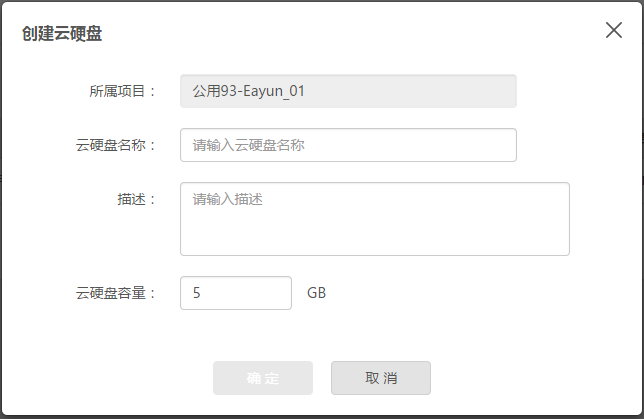 创建云硬盘
所属项目： 公用93-Eayun_01
云硬盘名称： 请输入云硬盘名称
描述： 请输入描述
云硬盘容量： 5 GB
确 定 取 消